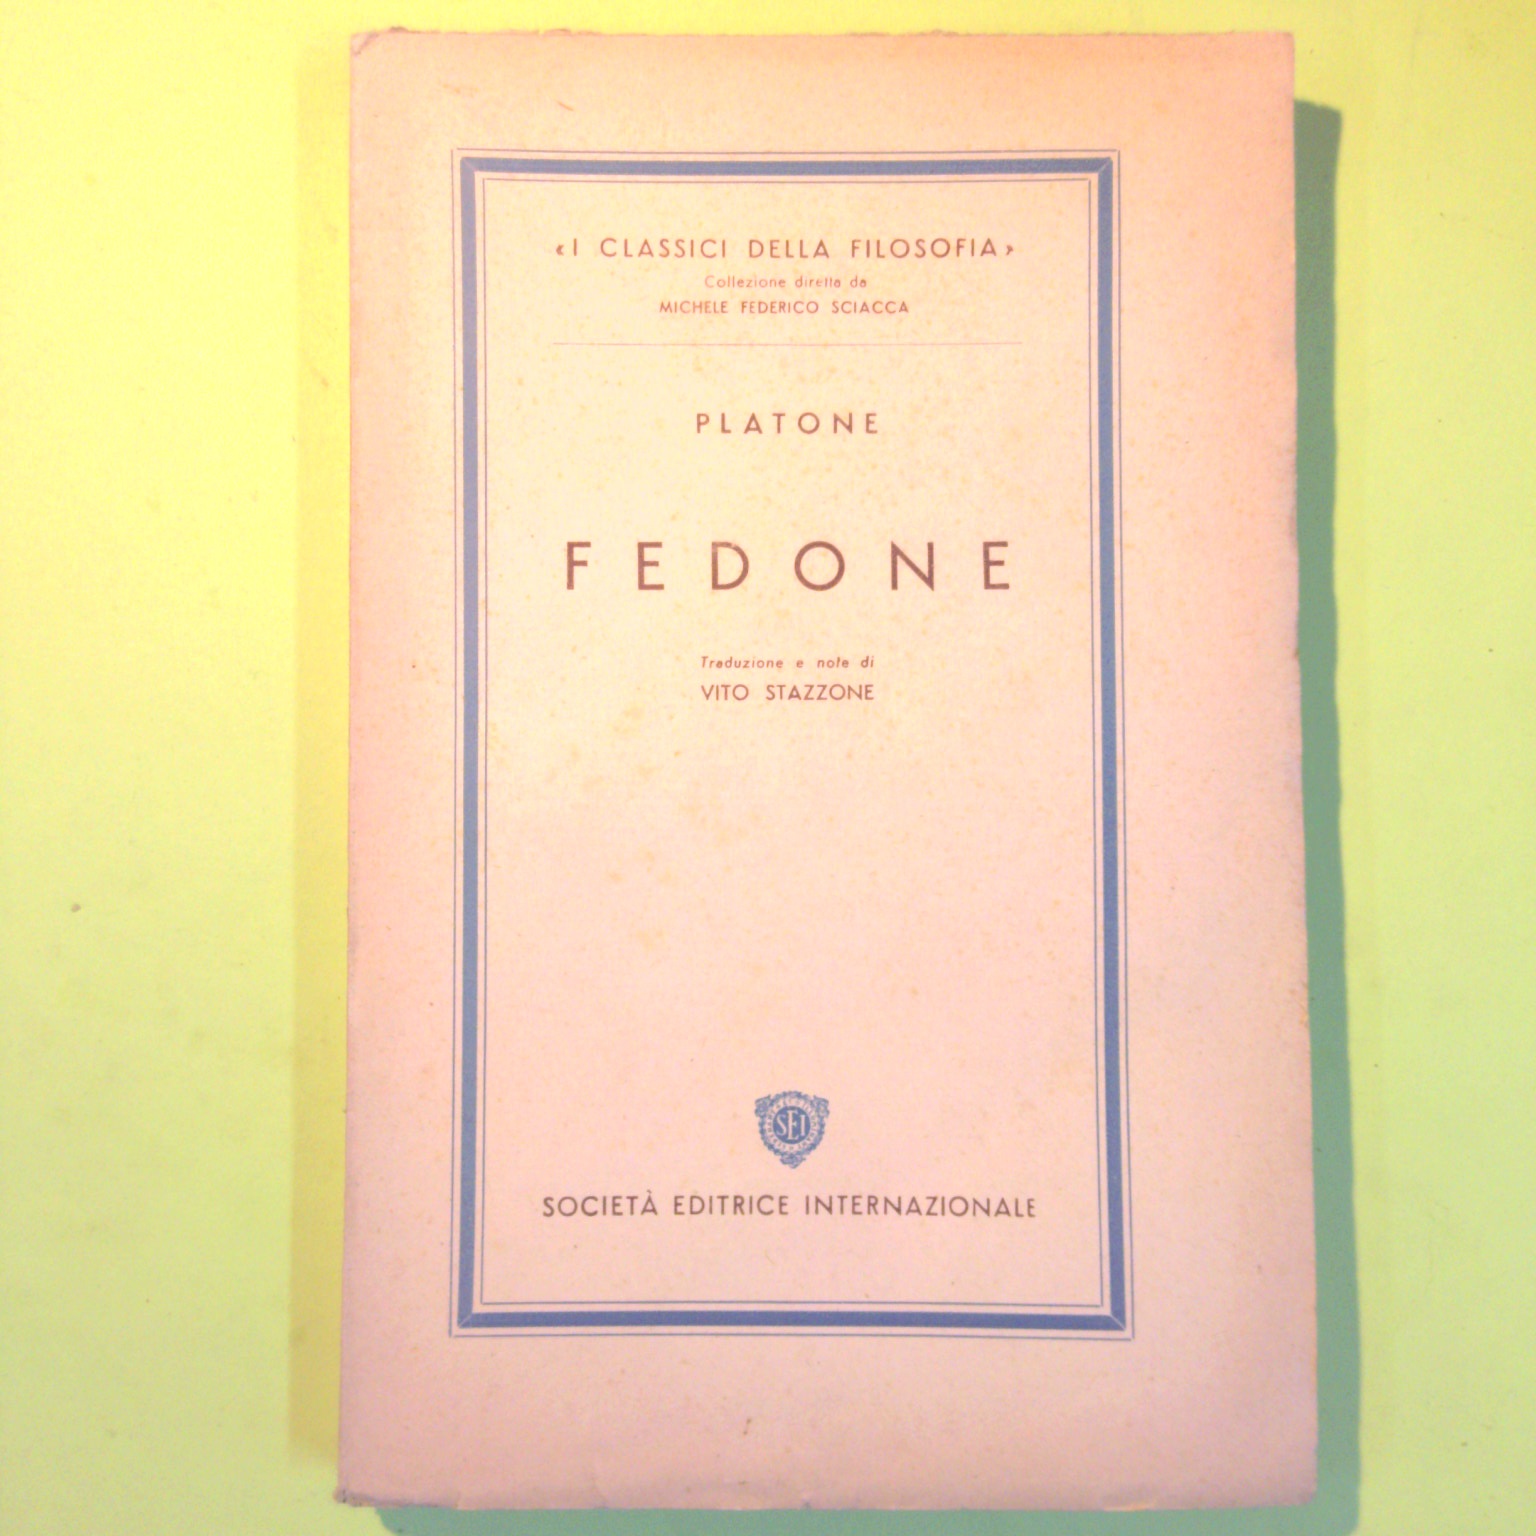 «I CLASSICI DELLA FILOSOFIA»
Collezione diretta da
MICHELE FEDERICO SCIACCA
PLATONE
FEDONE
Traduzione e note di
VITO STAZZONE
SEI
SOCIETÀ EDITRICE INTERNAZIONALE